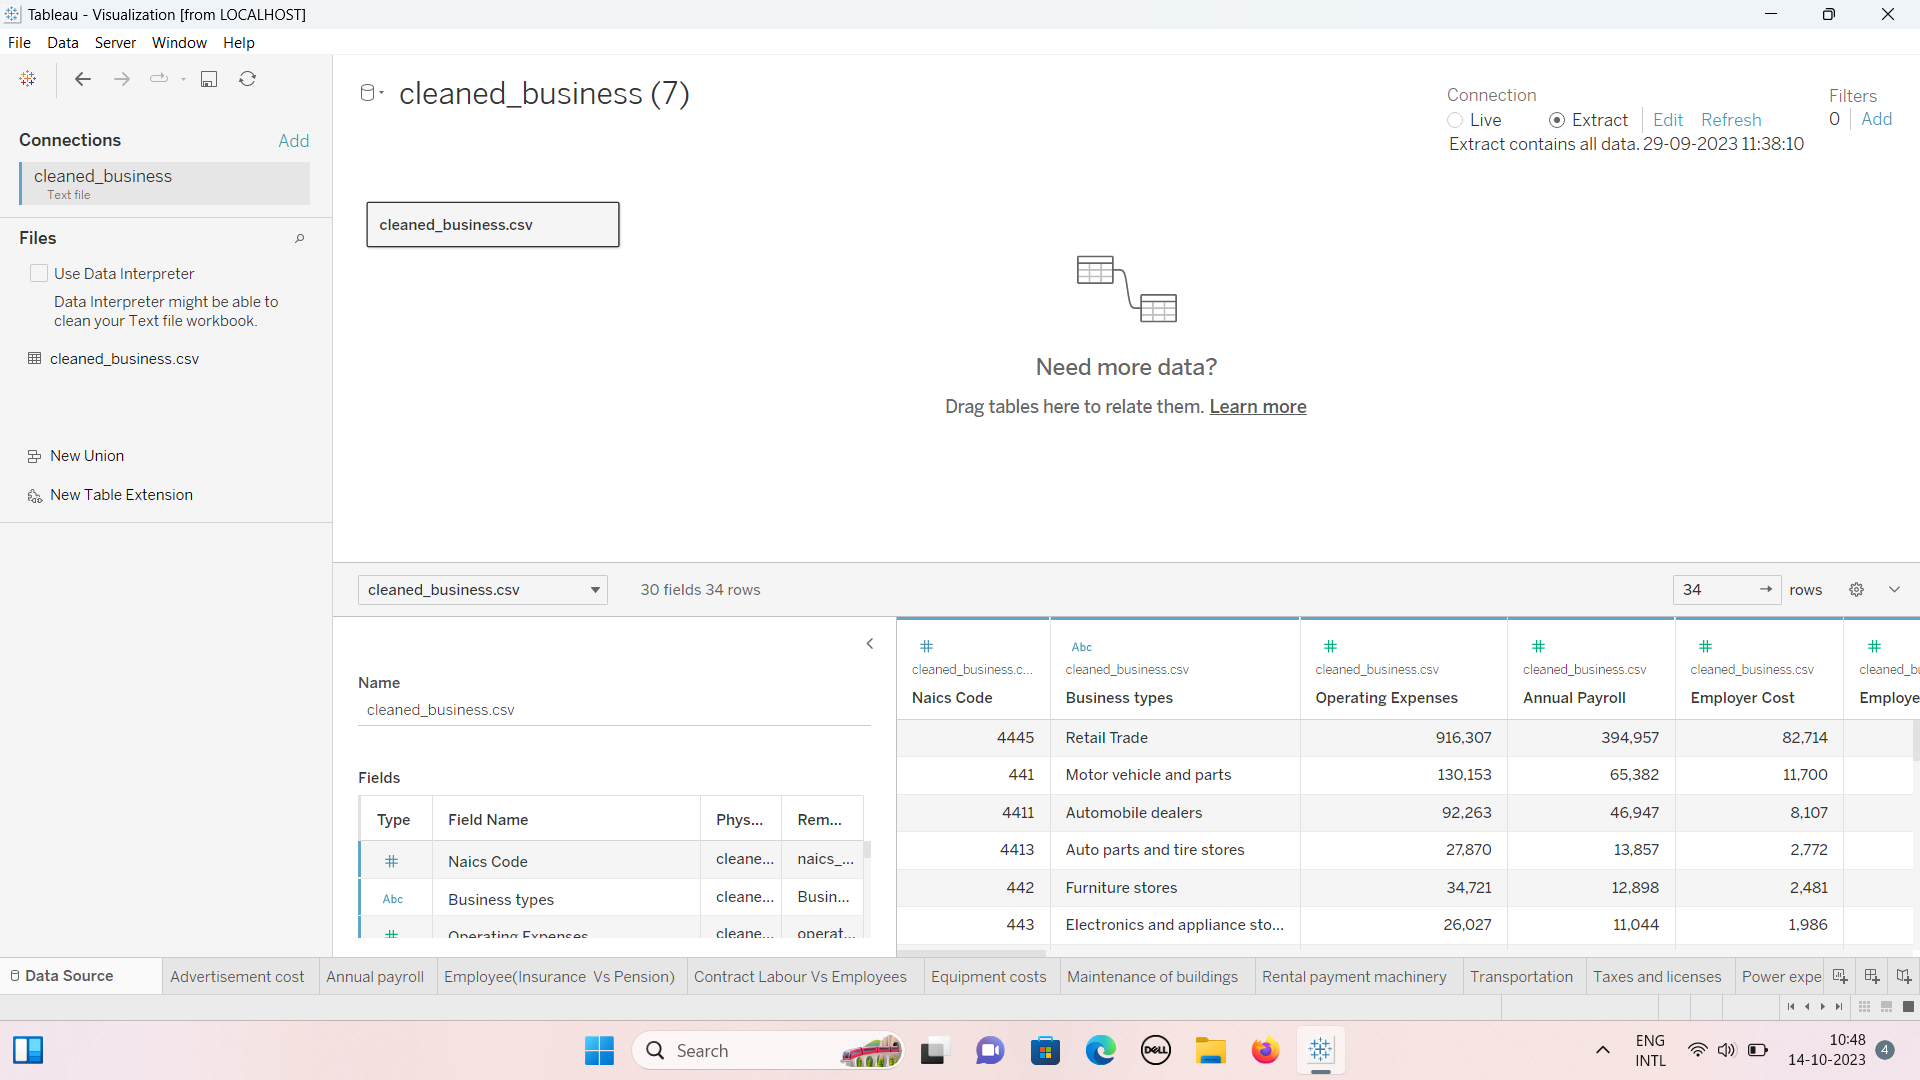 Tableau - Visualization [from LOCALHOST]
File Data Server Window Help
Connections Add
cleaned_business
Text file
Files
Use Data Interpreter
Data Interpreter might be able to
clean your Text file workbook.
cleaned_business.csv
New Union
New Table Extension
cleaned_business (7)
Connection
Live Extract Edit Refresh
Extract contains all data. 29-09-2023 11:38:10
Filters
0 Add
cleaned_business.csv
Need more data?
Drag tables here to relate them. Learn more
cleaned_business.csv 30 fields 34 rows 34 rows
Name
cleaned_business.csv
Fields
Type Field Name Phys... Rem...
Naics Code cleane... naics_...
Abc Business types cleane... Busin...
Operating Expenses cleane... operat...
Abc
cleaned_business.c... cleaned_business.csv cleaned_business.csv cleaned_business.csv cleaned_business.csv cleaned_bu
Naics Code Business types Operating Expenses Annual Payroll Employer Cost Employe
4445 Retail Trade 916,307 394,957 82,714
441 Motor vehicle and parts 130,153 65,382 11,700
4411 Automobile dealers 92,263 46,947 8,107
4413 Auto parts and tire stores 27,870 13,857 2,772
442 Furniture stores 34,721 12,898 2,481
443 Electronics and appliance sto... 26,027 11,044 1,986
Data Source Advertisement cost Annual payroll Employee(Insurance Vs Pension) Contract Labour Vs Employees Equipment costs Maintenance of buildings Rental payment machinery Transportation Taxes and licenses Power expe
Search
DELL
ENG
INTL
10:48
14-10-2023
4